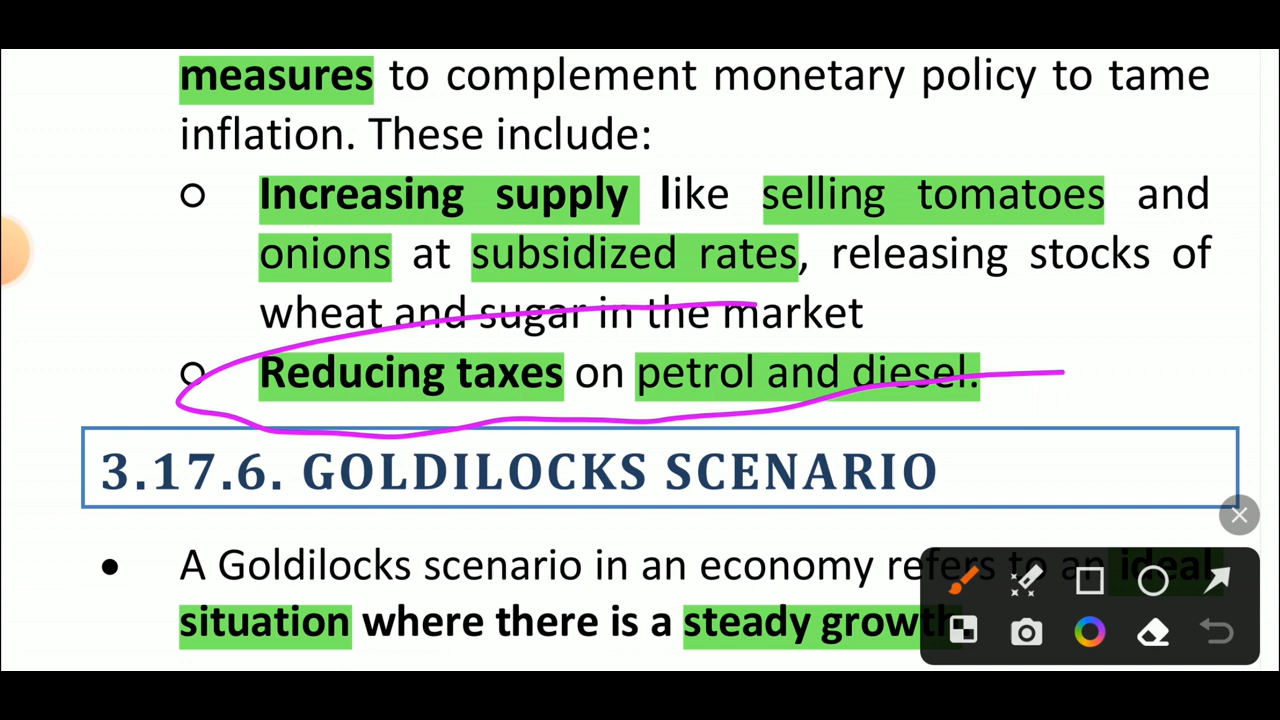 measures to complement monetary policy to tame
inflation. These include:
○ Increasing supply like selling tomatoes and
onions at subsidized rates, releasing stocks of
wheat and sugar in the market
○ Reducing taxes on petrol and diesel.
3.17.6. GOLDILOCKS SCENARIO
• A Goldilocks scenario in an economy refers to an ideal
situation where there is a steady growth